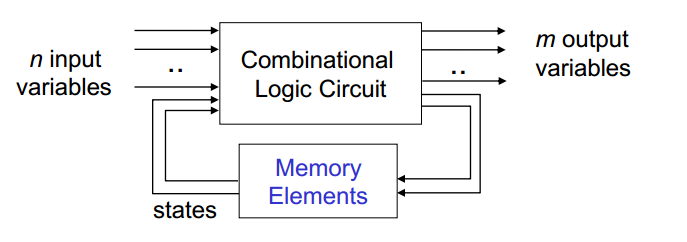 n input
variables
..
Combinational
Logic Circuit
..
m output
variables
Memory
Elements
states